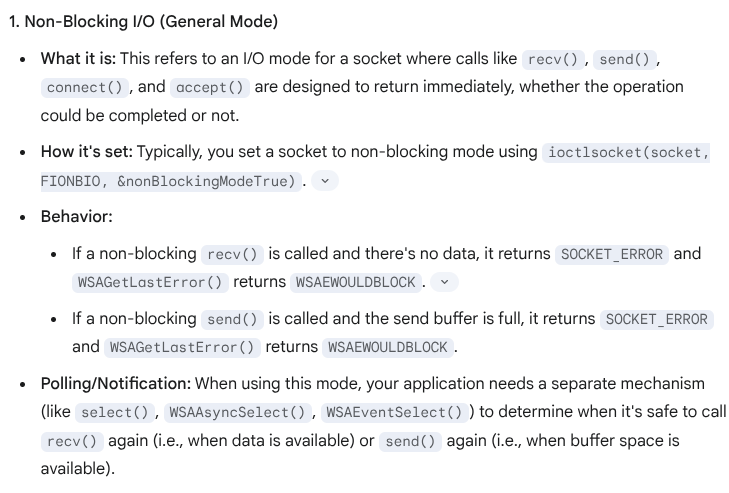 1. Non-Blocking I/O (General Mode)
• What it is: This refers to an I/O mode for a socket where calls like recv(), send(),
connect(), and accept() are designed to return immediately, whether the operation
could be completed or not.
• How it's set: Typically, you set a socket to non-blocking mode using ioctlsocket(socket,
FIONBIO, &nonBlockingModeTrue).
• Behavior:
• If a non-blocking recv() is called and there's no data, it returns SOCKET_ERROR and
WSAGetLastError() returns WSAEWOULDBLOCK.
• If a non-blocking send() is called and the send buffer is full, it returns SOCKET_ERROR
and WSAGetLastError() returns WSAEWOULDBLOCK.
• Polling/Notification: When using this mode, your application needs a separate mechanism
(like select(), WSAAsyncSelect(), WSAEventSelect()) to determine when it's safe to call
recv() again (i.e., when data is available) or send() again (i.e., when buffer space is
available).